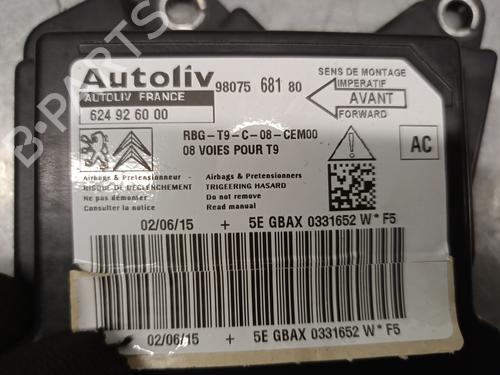 Autoliv
98075 681 80
SENS DE MONTAGE
IMPERATIF
AVANT
FORWARD
AUTOLIV FRANCE
624 92 60 00
RBG-T9-C-08-CEM00
08 VOIES POUR T9
AC
Airbags & Pretensionneur
RISQUE DE DECLENCHEMENT
Ne pas démonter
Consulter la notice
Airbags & Pretensioners
TRIGEERING HASARD
Do not remove
Read manual
02/06/15 + 5E GBAX 0331652 W*F5
02/06/15 + 5E GBAX 0331652 W*F5
B-PARTS